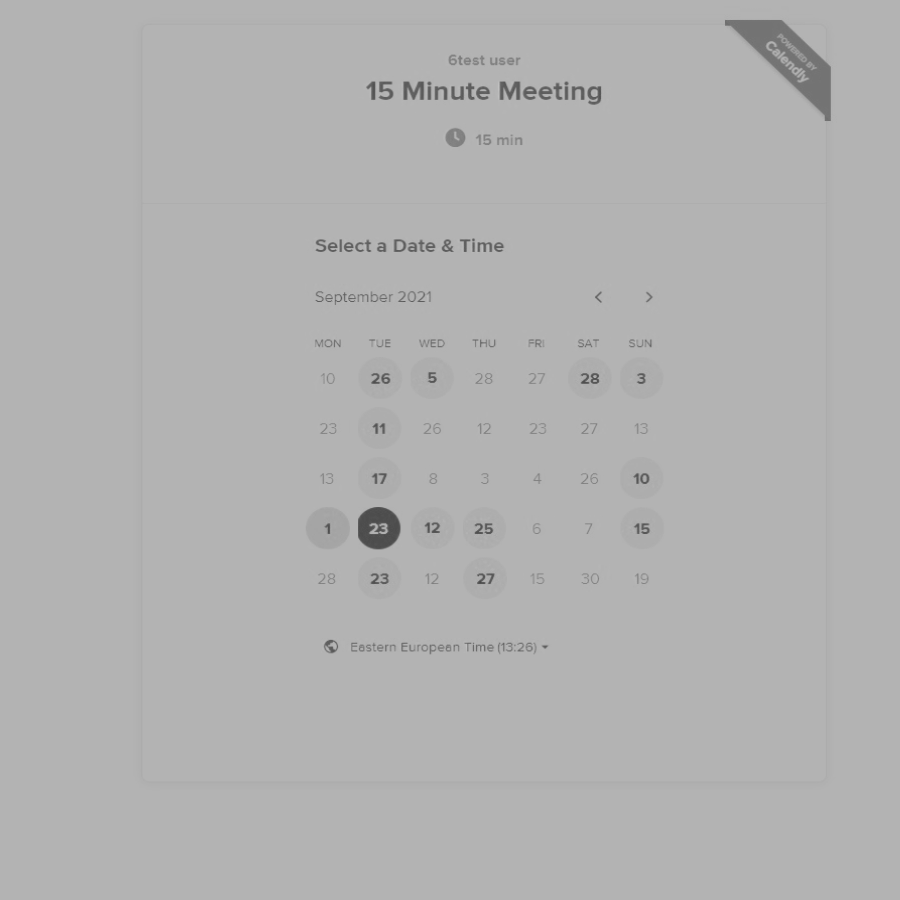 POWERED BY
Calendly
6test user
15 Minute Meeting
15 min
Select a Date & Time
September 2021
MON TUE WED THU FRI SAT SUN
10 26 5 28 27 28 3
23 11 26 12 23 27 13
13 17 8 3 4 26 10
1 23 12 25 6 7 15
28 23 12 27 15 30 19
Eastern European Time (13:26)